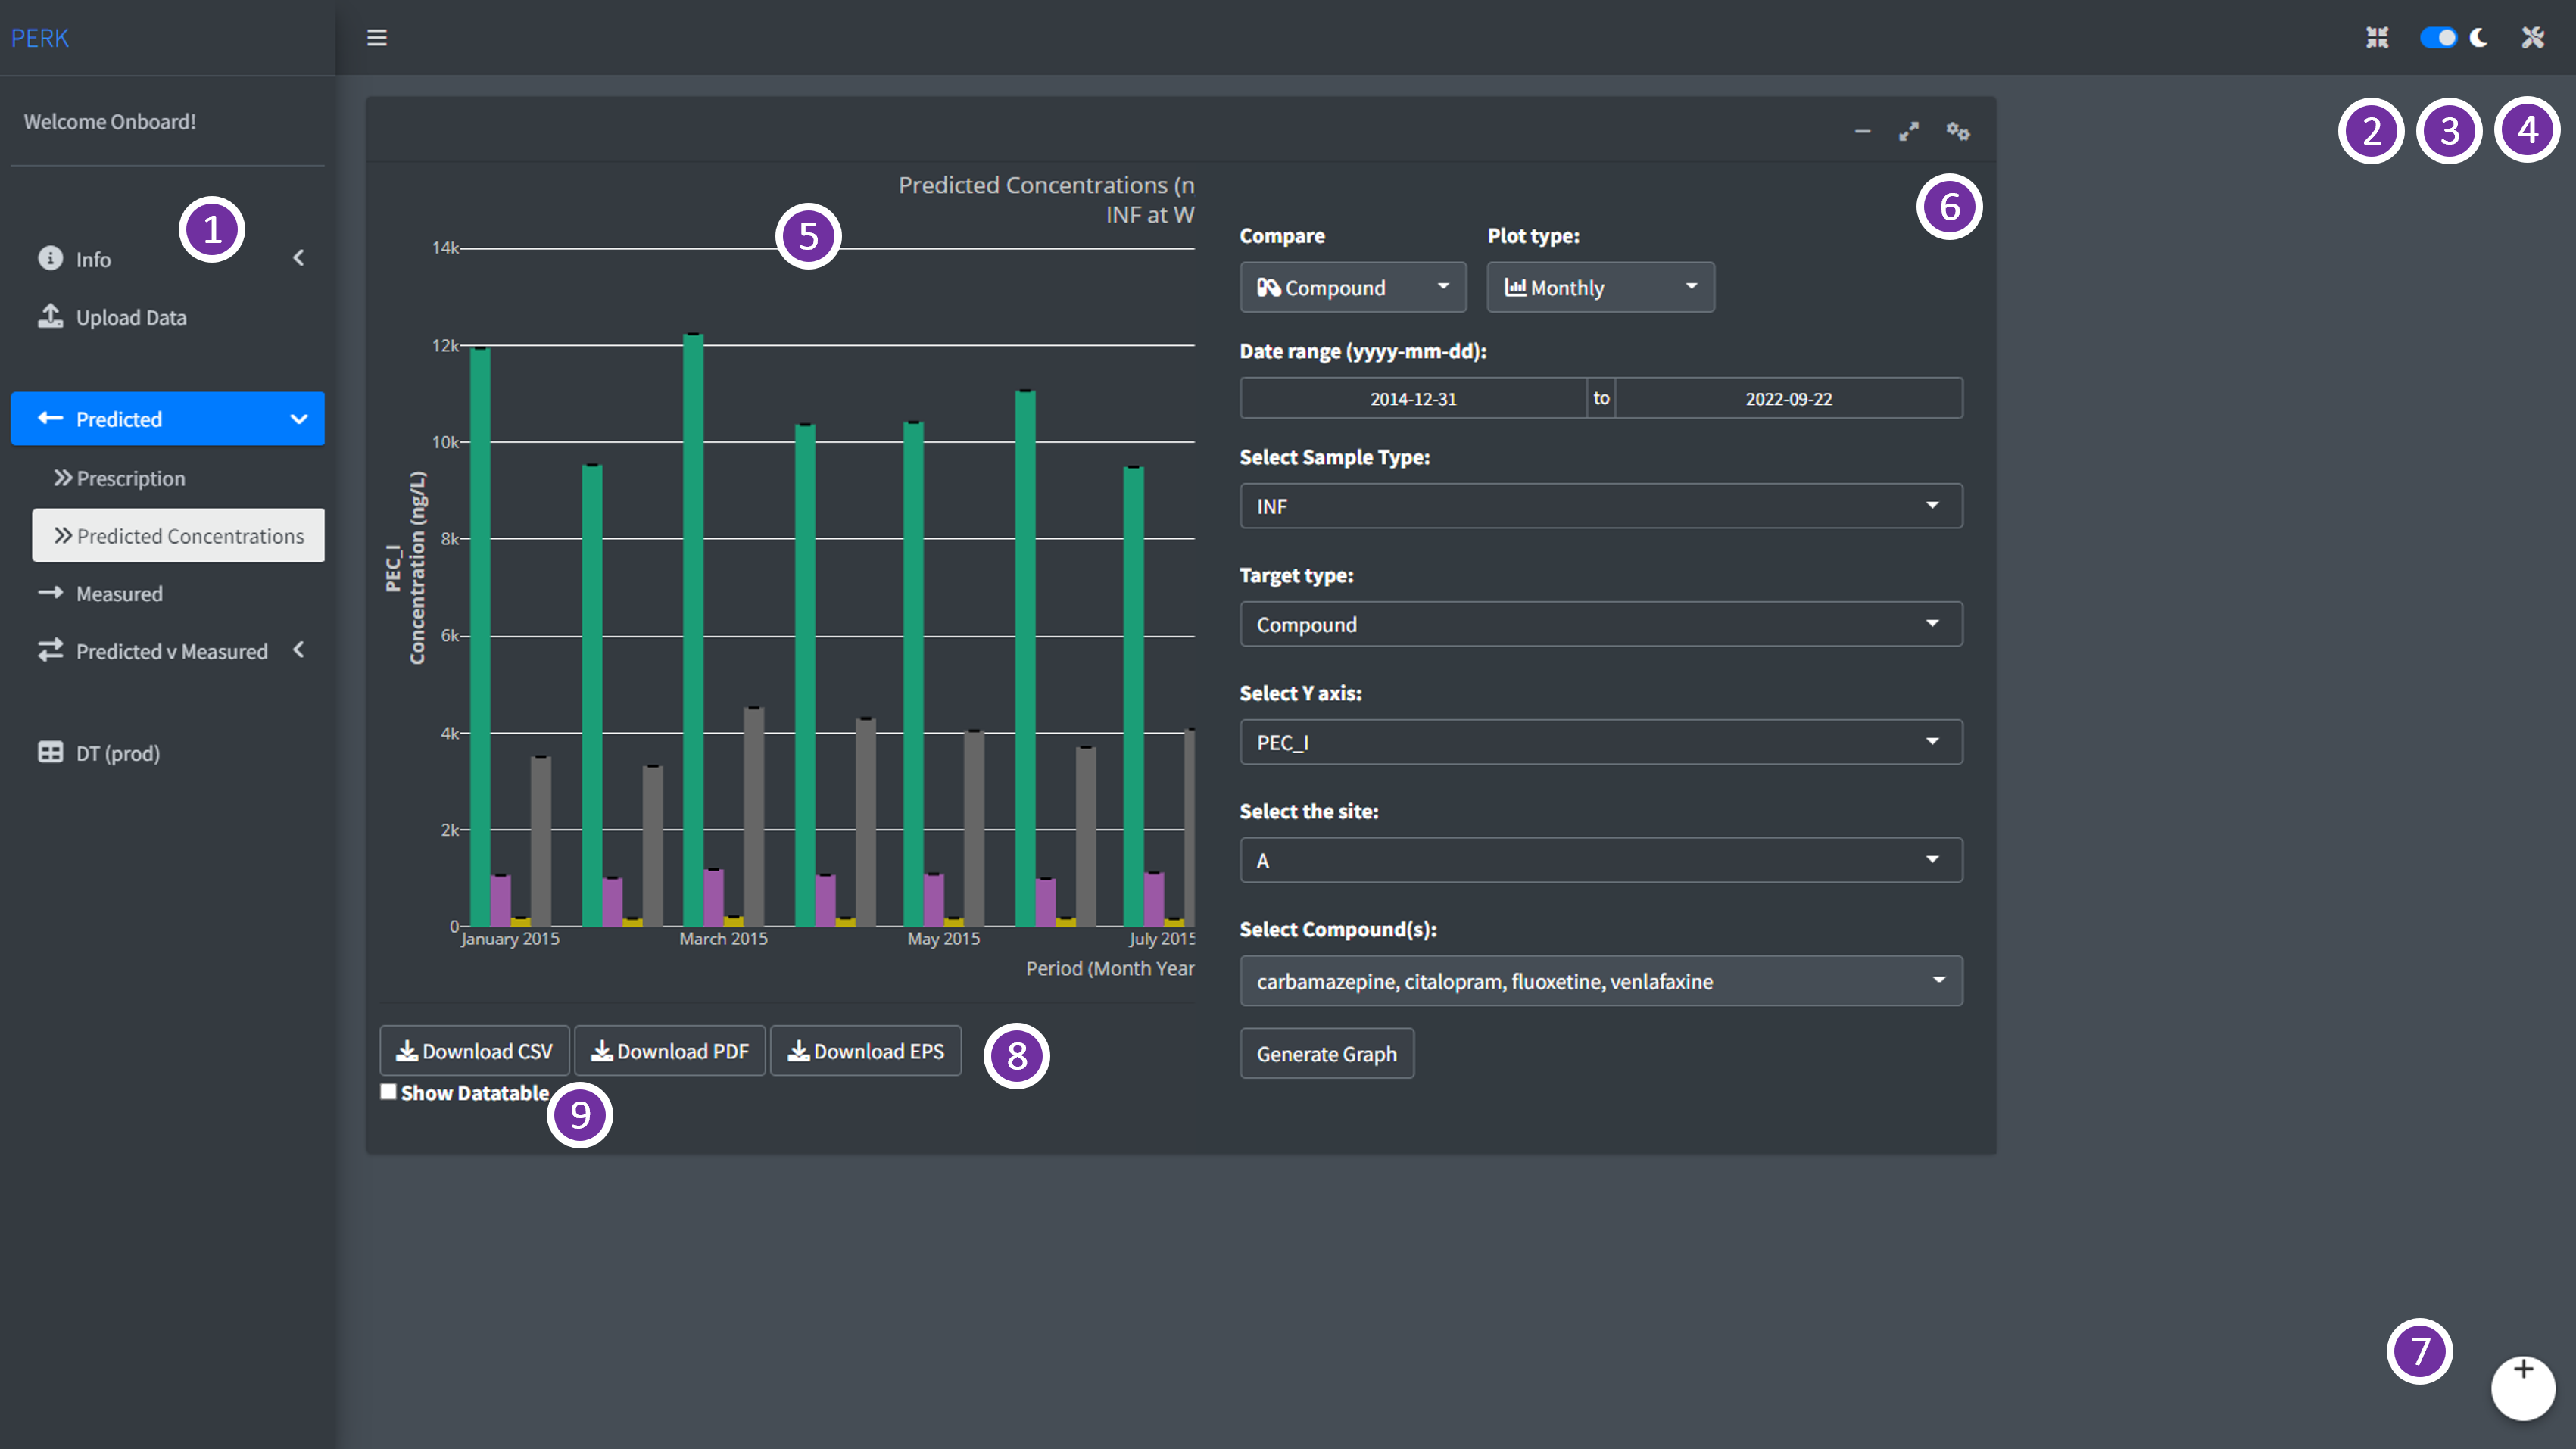 PERK
Welcome Onboard!
1
Info
Upload Data
Predicted
Prescription
Predicted Concentrations
Measured
Predicted v Measured
DT (prod)
2
3
4
Predicted Concentrations (n
INF at W
5
14k
12k
10k
8k
6k
4k
2k
0
PEC_I
Concentration (ng/L)
January 2015
March 2015
May 2015
July 2015
Period (Month Year
Download CSV
Download PDF
Download EPS
8
Show Datatable
9
6
Compare
Plot type:
Compound
Monthly
Date range (yyyy-mm-dd):
2014-12-31 to 2022-09-22
Select Sample Type:
INF
Target type:
Compound
Select Y axis:
PEC_I
Select the site:
A
Select Compound(s):
carbamazepine, citalopram, fluoxetine, venlafaxine
Generate Graph
7
+